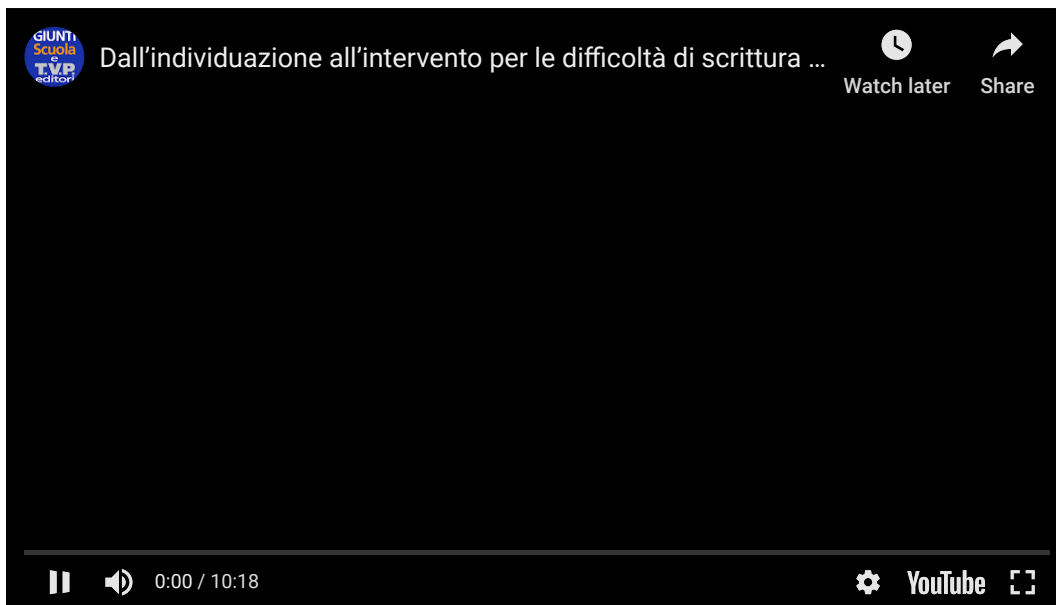 GIUNTI
Scuola
e
T.V.P.
editori
Dall’individuazione all’intervento per le difficoltà di scrittura ...
Watch later
Share
0:00 / 10:18
YouTube